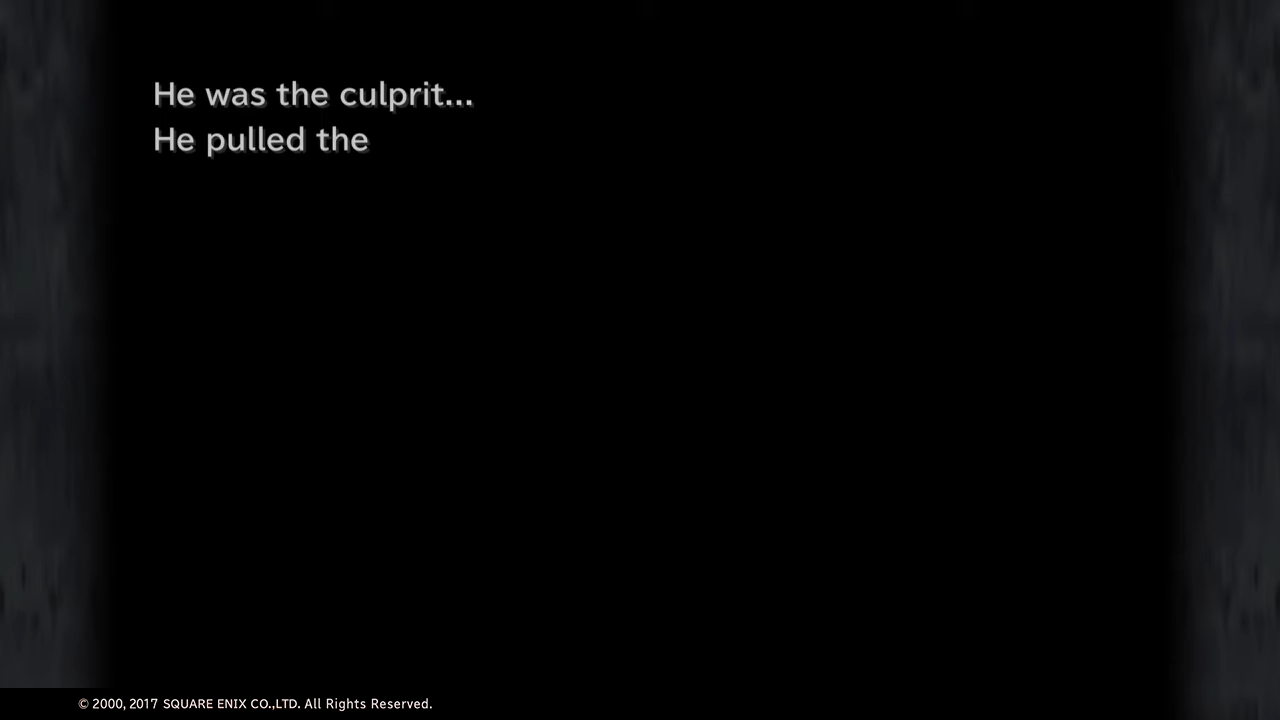 He was the culprit...
He pulled the
© 2000, 2017 SQUARE ENIX CO.,LTD. All Rights Reserved.